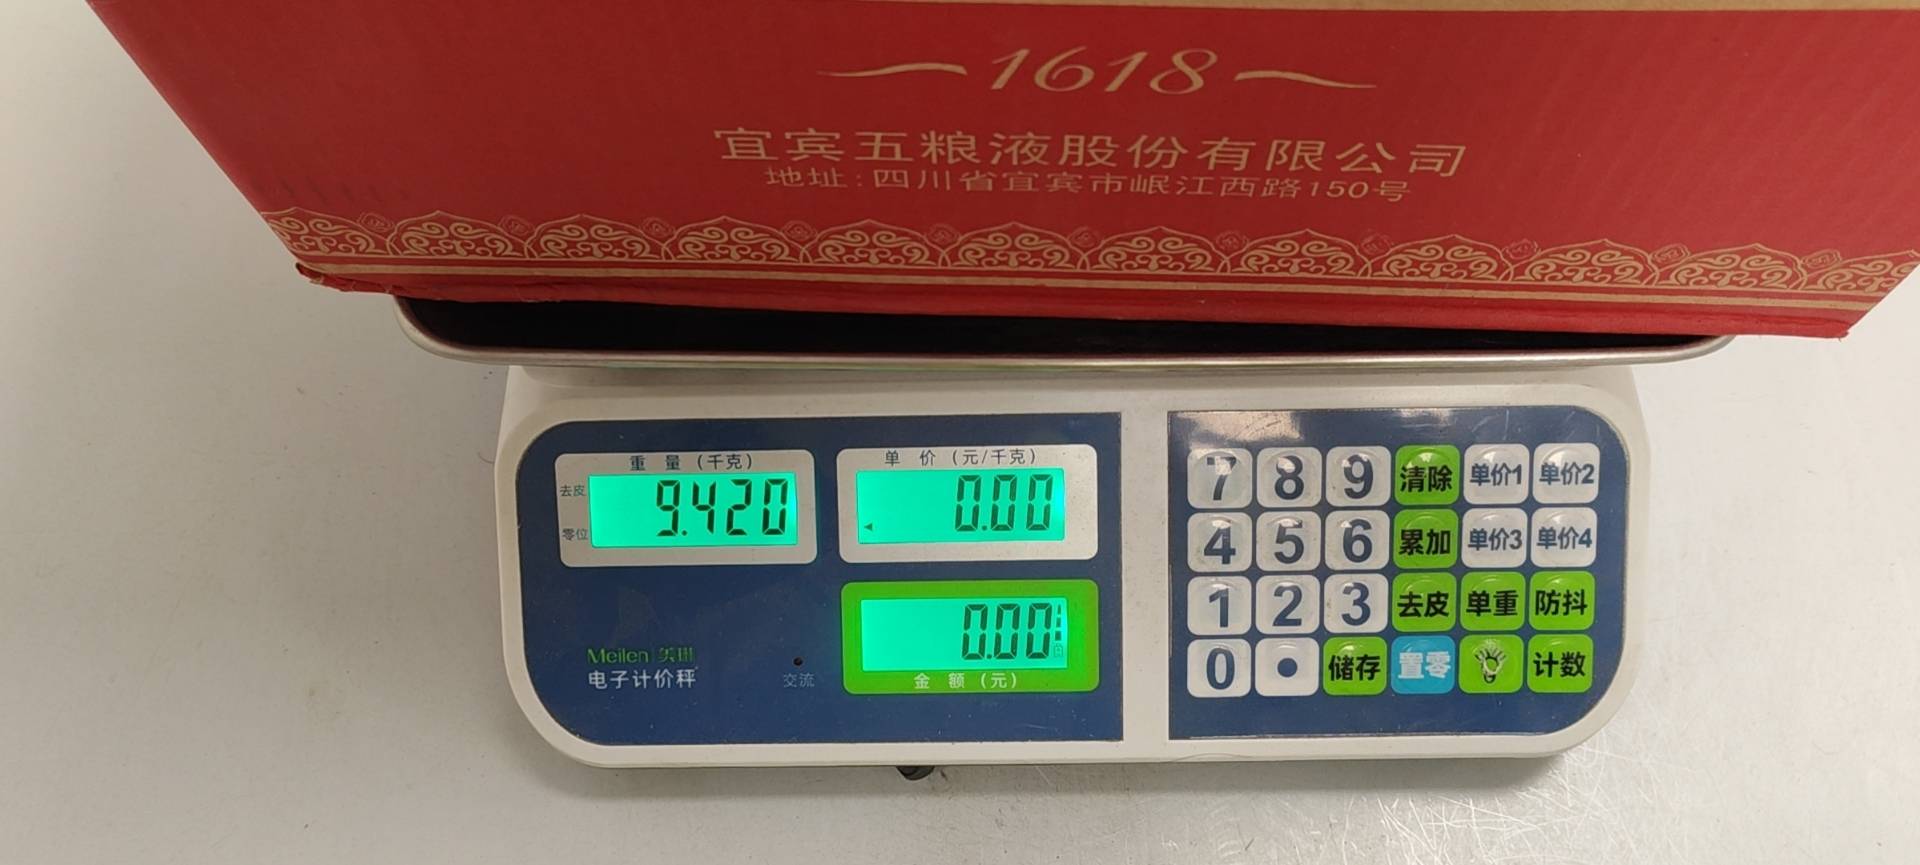 1618
宜宾五粮液股份有限公司
地址:四川省宜宾市岷江西路150号
重 量 (千克)
去皮
零位
9.420
单 价 (元/千克)
0.00
0.00
金 额 (元)
Meilen 美琳
电子计价秤
交流
7 8 9 清除 单价1 单价2
4 5 6 累加 单价3 单价4
1 2 3 去皮 单重 防抖
0 • 储存 置零 计数